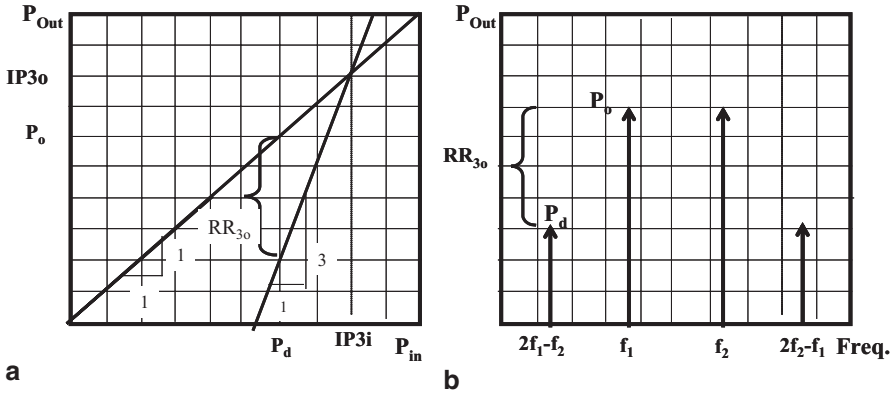 P_Out
IP3o
P_o
RR_3o
1
1
3
1
P_d
IP3i
P_in
a
P_Out
P_o
RR_3o
P_d
2f_1-f_2
f_1
f_2
2f_2-f_1
Freq.
b